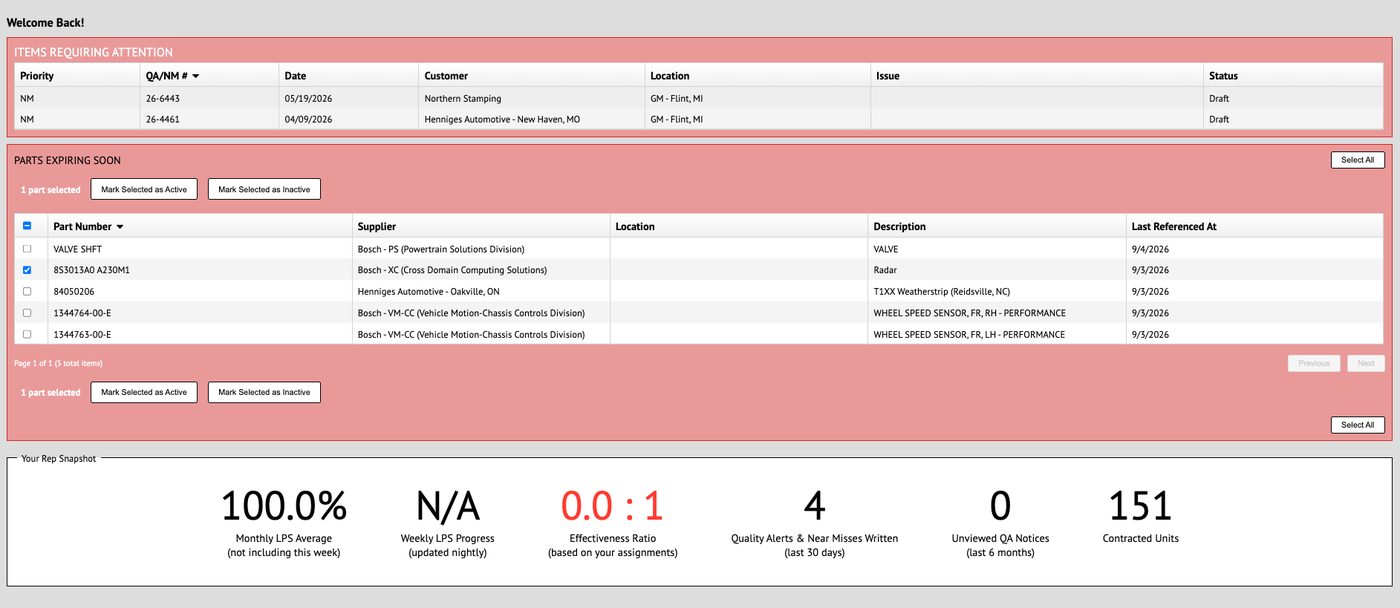 Welcome Back!
ITEMS REQUIRING ATTENTION
Priority QA/NM # Date Customer Location Issue Status
NM 26-6443 05/19/2026 Northern Stamping GM - Flint, MI Draft
NM 26-4461 04/09/2026 Henniges Automotive - New Haven, MO GM - Flint, MI Draft
PARTS EXPIRING SOON Select All
1 part selected Mark Selected as Active Mark Selected as Inactive
Part Number Supplier Location Description Last Referenced At
VALVE SHFT Bosch - PS (Powertrain Solutions Division) VALVE 9/4/2026
8S3013A0 A230M1 Bosch - XC (Cross Domain Computing Solutions) Radar 9/3/2026
84050206 Henniges Automotive - Oakville, ON T1XX Weatherstrip (Reidsville, NC) 9/3/2026
1344764-00-E Bosch - VM-CC (Vehicle Motion-Chassis Controls Division) WHEEL SPEED SENSOR, FR, RH - PERFORMANCE 9/3/2026
1344763-00-E Bosch - VM-CC (Vehicle Motion-Chassis Controls Division) WHEEL SPEED SENSOR, FR, LH - PERFORMANCE 9/3/2026
Page 1 of 1 (5 total items) Previous Next
1 part selected Mark Selected as Active Mark Selected as Inactive
Select All
Your Rep Snapshot
100.0% N/A 0.0 : 1 4 0 151
Monthly LPS Average Weekly LPS Progress Effectiveness Ratio Quality Alerts & Near Misses Written Unviewed QA Notices Contracted Units
(not including this week) (updated nightly) (based on your assignments) (last 30 days) (last 6 months)